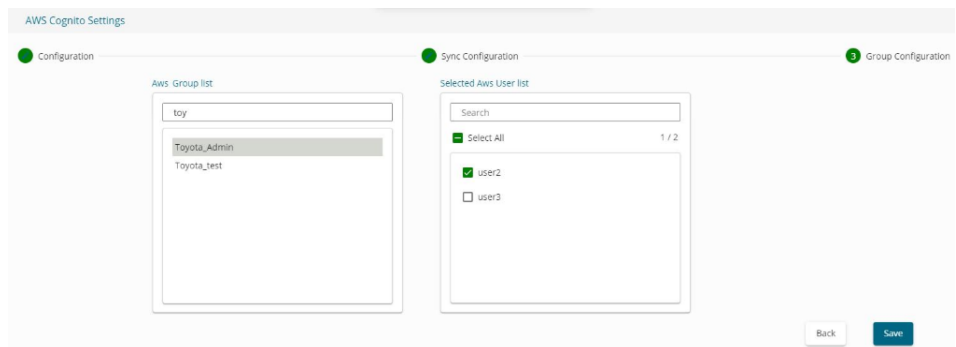 AWS Cognito Settings
Configuration
Sync Configuration
3 Group Configuration
Aws Group list
toy
Toyota_Admin
Toyota_test
Selected Aws User list
Search
Select All 1 / 2
user2
user3
Back Save